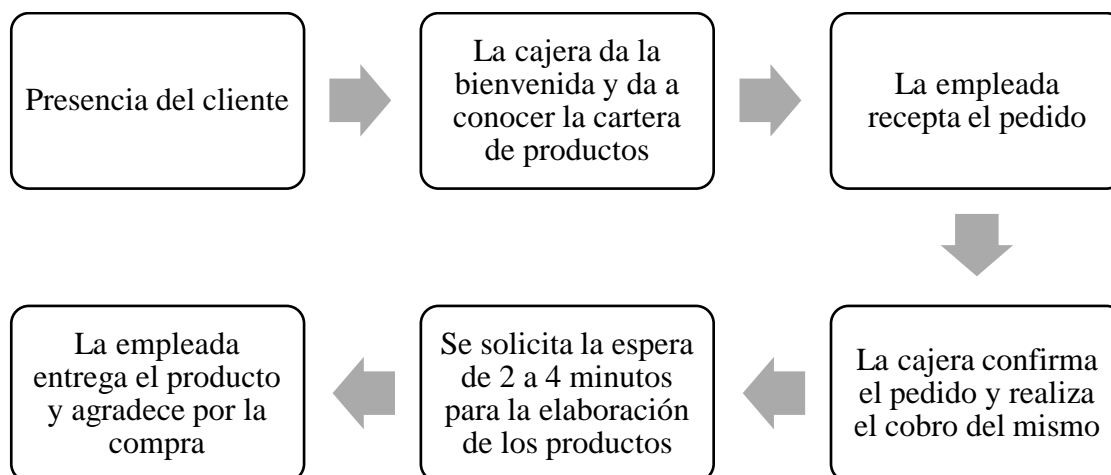 Presencia del cliente
La cajera da la
bienvenida y da a
conocer la cartera
de productos
La empleada
recepta el pedido
La cajera confirma
el pedido y realiza
el cobro del mismo
Se solicita la espera
de 2 a 4 minutos
para la elaboración
de los productos
La empleada
entrega el producto
y agradece por la
compra